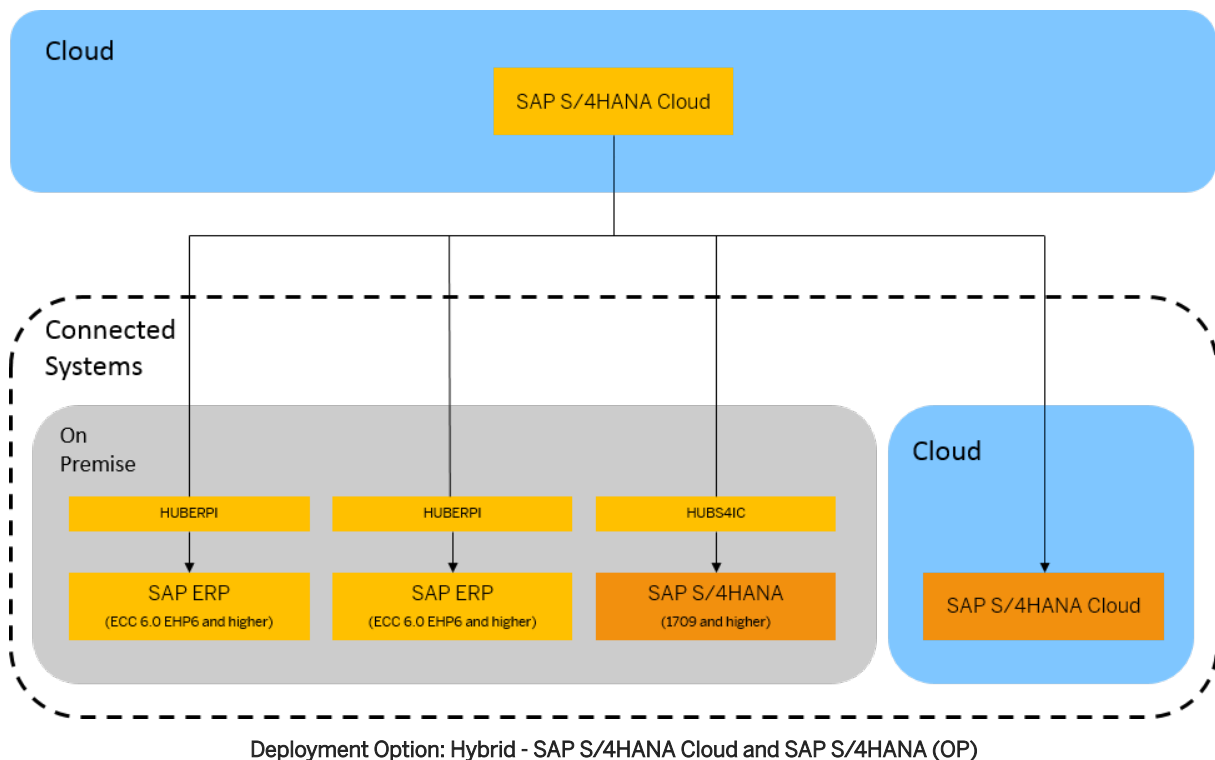 Cloud
SAP S/4HANA Cloud
Connected
Systems
On
Premise
HUBERPI
HUBERPI
HUBS4IC
SAP ERP
(ECC 6.0 EHP6 and higher)
SAP ERP
(ECC 6.0 EHP6 and higher)
SAP S/4HANA
(1709 and higher)
Cloud
SAP S/4HANA Cloud
Deployment Option: Hybrid - SAP S/4HANA Cloud and SAP S/4HANA (OP)